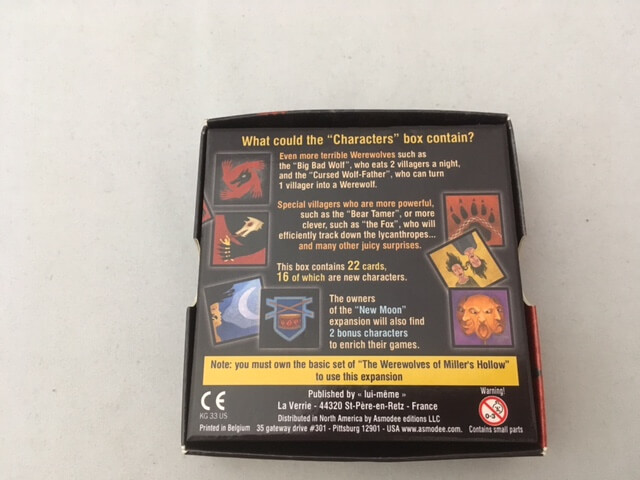 What could the "Characters" box contain?
Even more terrible Werewolves such as
the "Big Bad Wolf", who eats 2 villagers a night,
and the "Cursed Wolf-Father", who can turn
1 villager into a Werewolf.
Special villagers who are more powerful,
such as the "Bear Tamer", or more
clever, such as "the Fox", who will
efficiently track down the lycanthropes...
and many other juicy surprises.
This box contains 22 cards,
16 of which are new characters.
The owners
of the "New Moon"
expansion will also find
2 bonus characters
to enrich their games.
Note: you must own the basic set of "The Werewolves of Miller's Hollow"
to use this expansion
Published by « lui-même »
La Verrie - 44320 St-Père-en-Retz - France
Distributed in North America by Asmodee editions LLC
CE
KG 33 US
Printed in Belgium 35 gateway drive #301 - Pittsburg 12901 - USA www.asmodee.com.
Warning!
0-3
Contains small parts